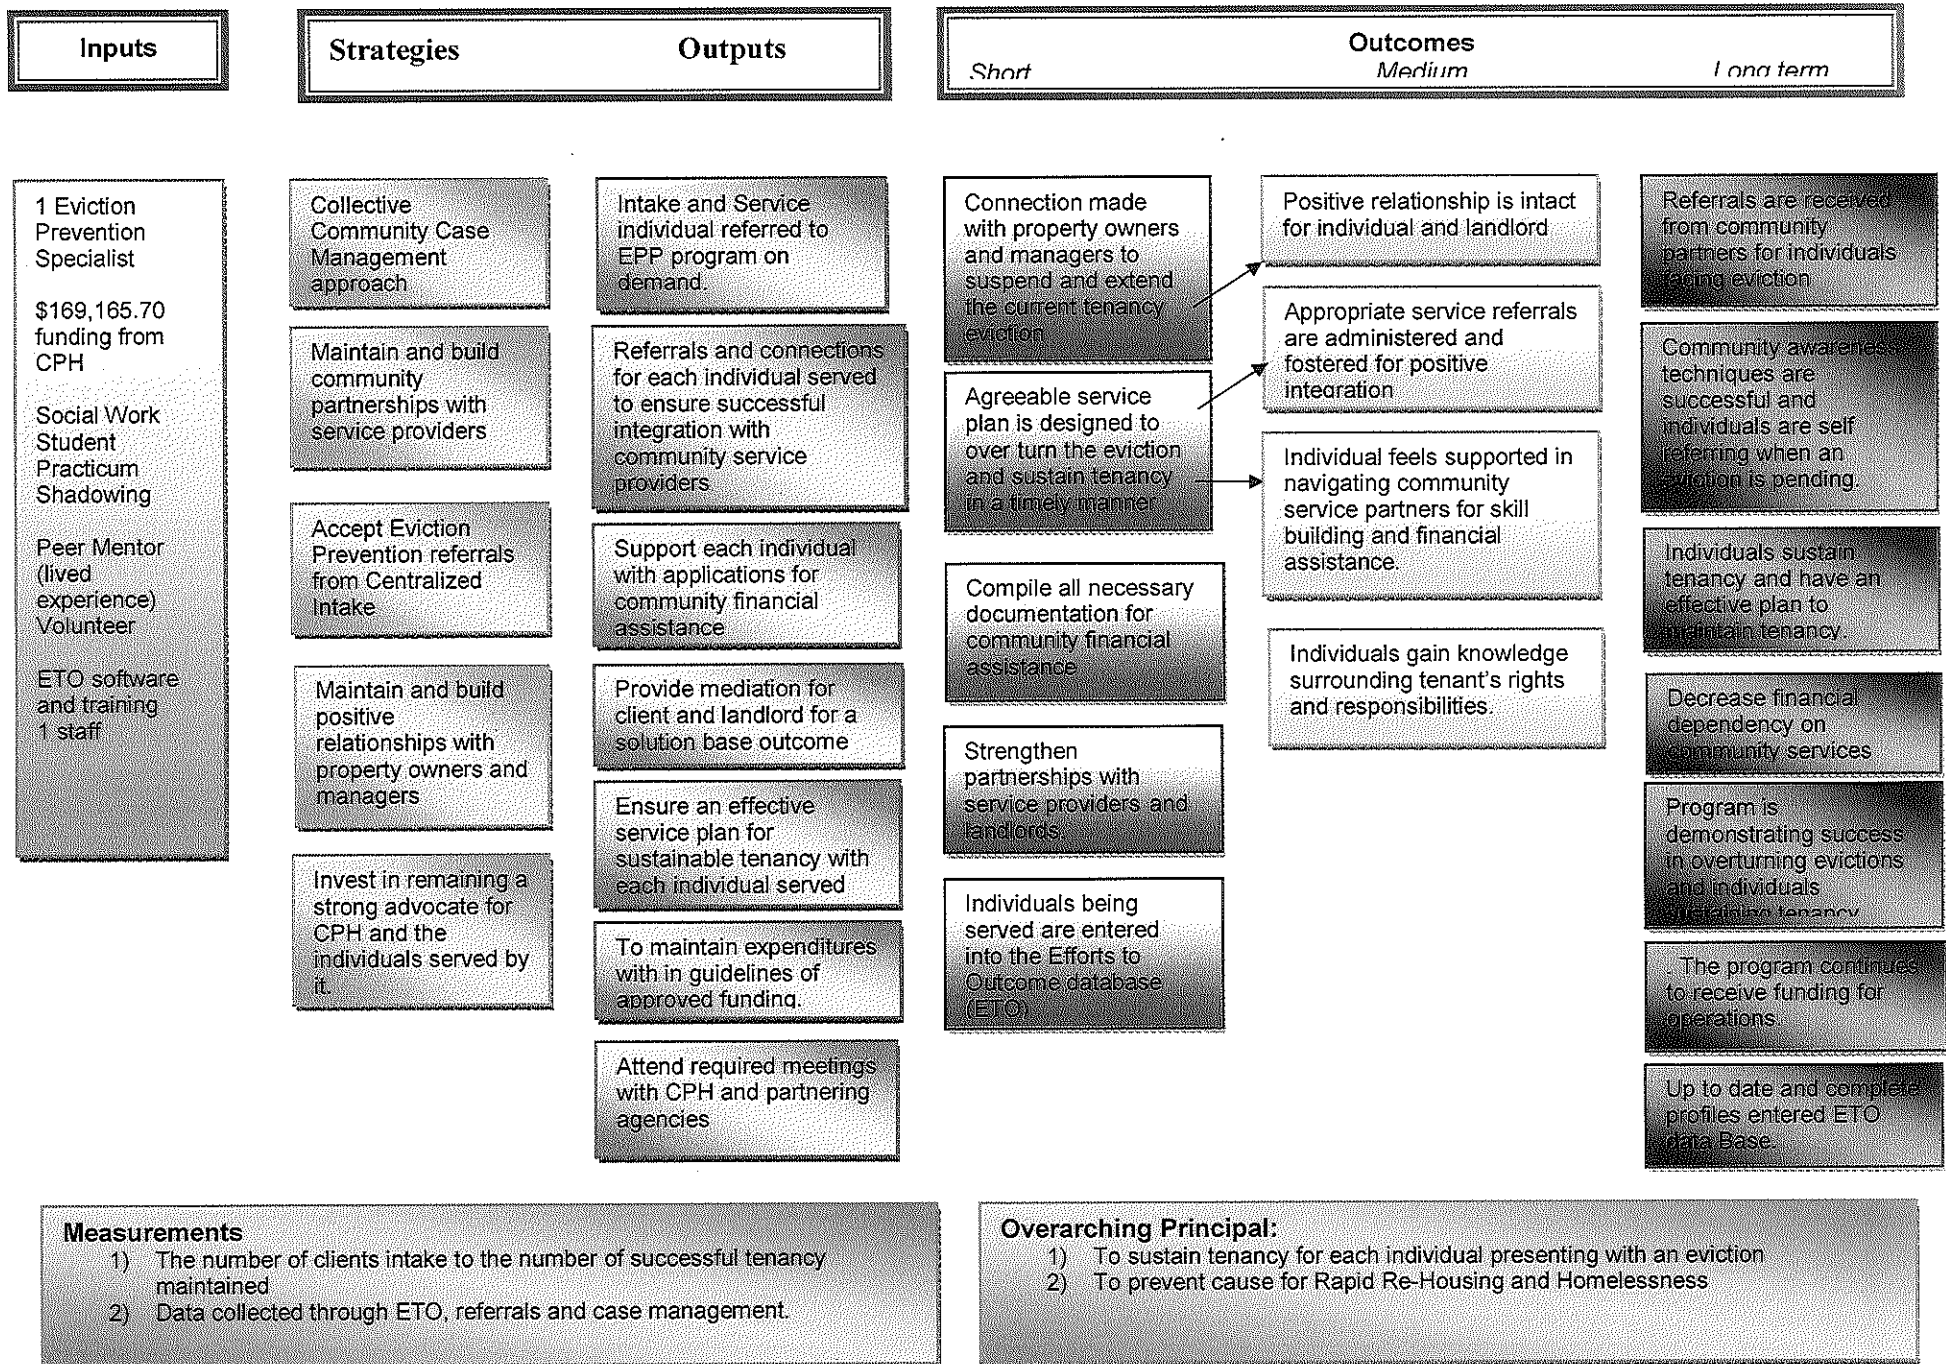 Inputs
Strategies
Outputs
Outcomes
Short
Medium
Long term
1 Eviction
Prevention
Specialist
$169,165.70
funding from
CPH
Social Work
Student
Practicum
Shadowing
Peer Mentor
(lived
experience)
Volunteer
ETO software
and training
1 staff
Collective
Community Case
Management
approach
Maintain and build
community
partnerships with
service providers
Accept Eviction
Prevention referrals
from Centralized
Intake
Maintain and build
positive
relationships with
property owners and
managers
Invest in remaining a
strong advocate for
CPH and the
individuals served by
it.
Intake and Service
individual referred to
EPP program on
demand.
Referrals and connections
for each individual served
to ensure successful
integration with
community service
providers
Support each individual
with applications for
community financial
assistance
Provide mediation for
client and landlord for a
solution base outcome
Ensure an effective
service plan for
sustainable tenancy with
each individual served
To maintain expenditures
with in guidelines of
approved funding.
Attend required meetings
with CPH and partnering
agencies
Connection made
with property owners
and managers to
suspend and extend
the current tenancy
eviction
Agreeable service
plan is designed to
over turn the eviction
and sustain tenancy
in a timely manner
Compile all necessary
documentation for
community financial
assistance
Strengthen
partnerships with
service providers and
landlords.
Individuals being
served are entered
into the Efforts to
Outcome database
(ETO)
Positive relationship is intact
for individual and landlord
Appropriate service referrals
are administered and
fostered for positive
integration
Individual feels supported in
navigating community
service partners for skill
building and financial
assistance.
Individuals gain knowledge
surrounding tenant's rights
and responsibilities.
Referrals are received
from community
partners for individuals
facing eviction
Community awareness
techniques are
successful and
individuals are self
referring when an
eviction is pending.
Individuals sustain
tenancy and have an
effective plan to
maintain tenancy.
Decrease financial
dependency on
community services
Program is
demonstrating success
in overturning evictions
and individuals
sustaining tenancy
. The program continues
to receive funding for
operations.
Up to date and complete
profiles entered ETO
data Base.
Measurements
1) The number of clients intake to the number of successful tenancy
maintained
2) Data collected through ETO, referrals and case management.
Overarching Principal:
1) To sustain tenancy for each individual presenting with an eviction
2) To prevent cause for Rapid Re-Housing and Homelessness